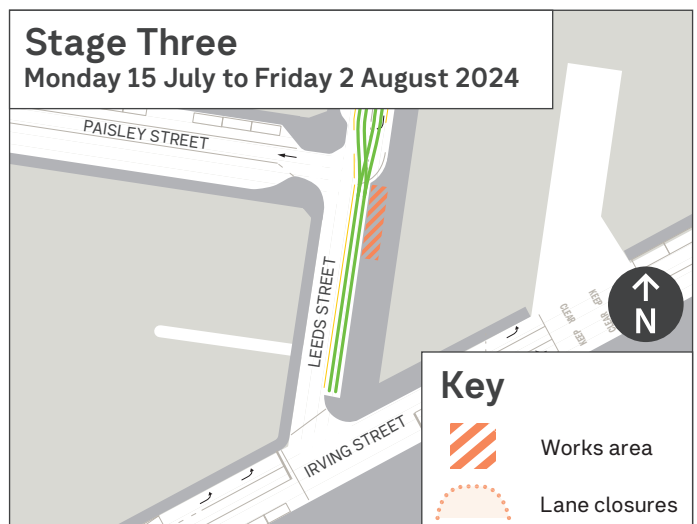 Stage Three
Monday 15 July to Friday 2 August 2024
PAISLEY STREET
LEEDS STREET
KEEP
CLEAR
KEEP
CLEAR
N
IRVING STREET
Key
Works area
Lane closures